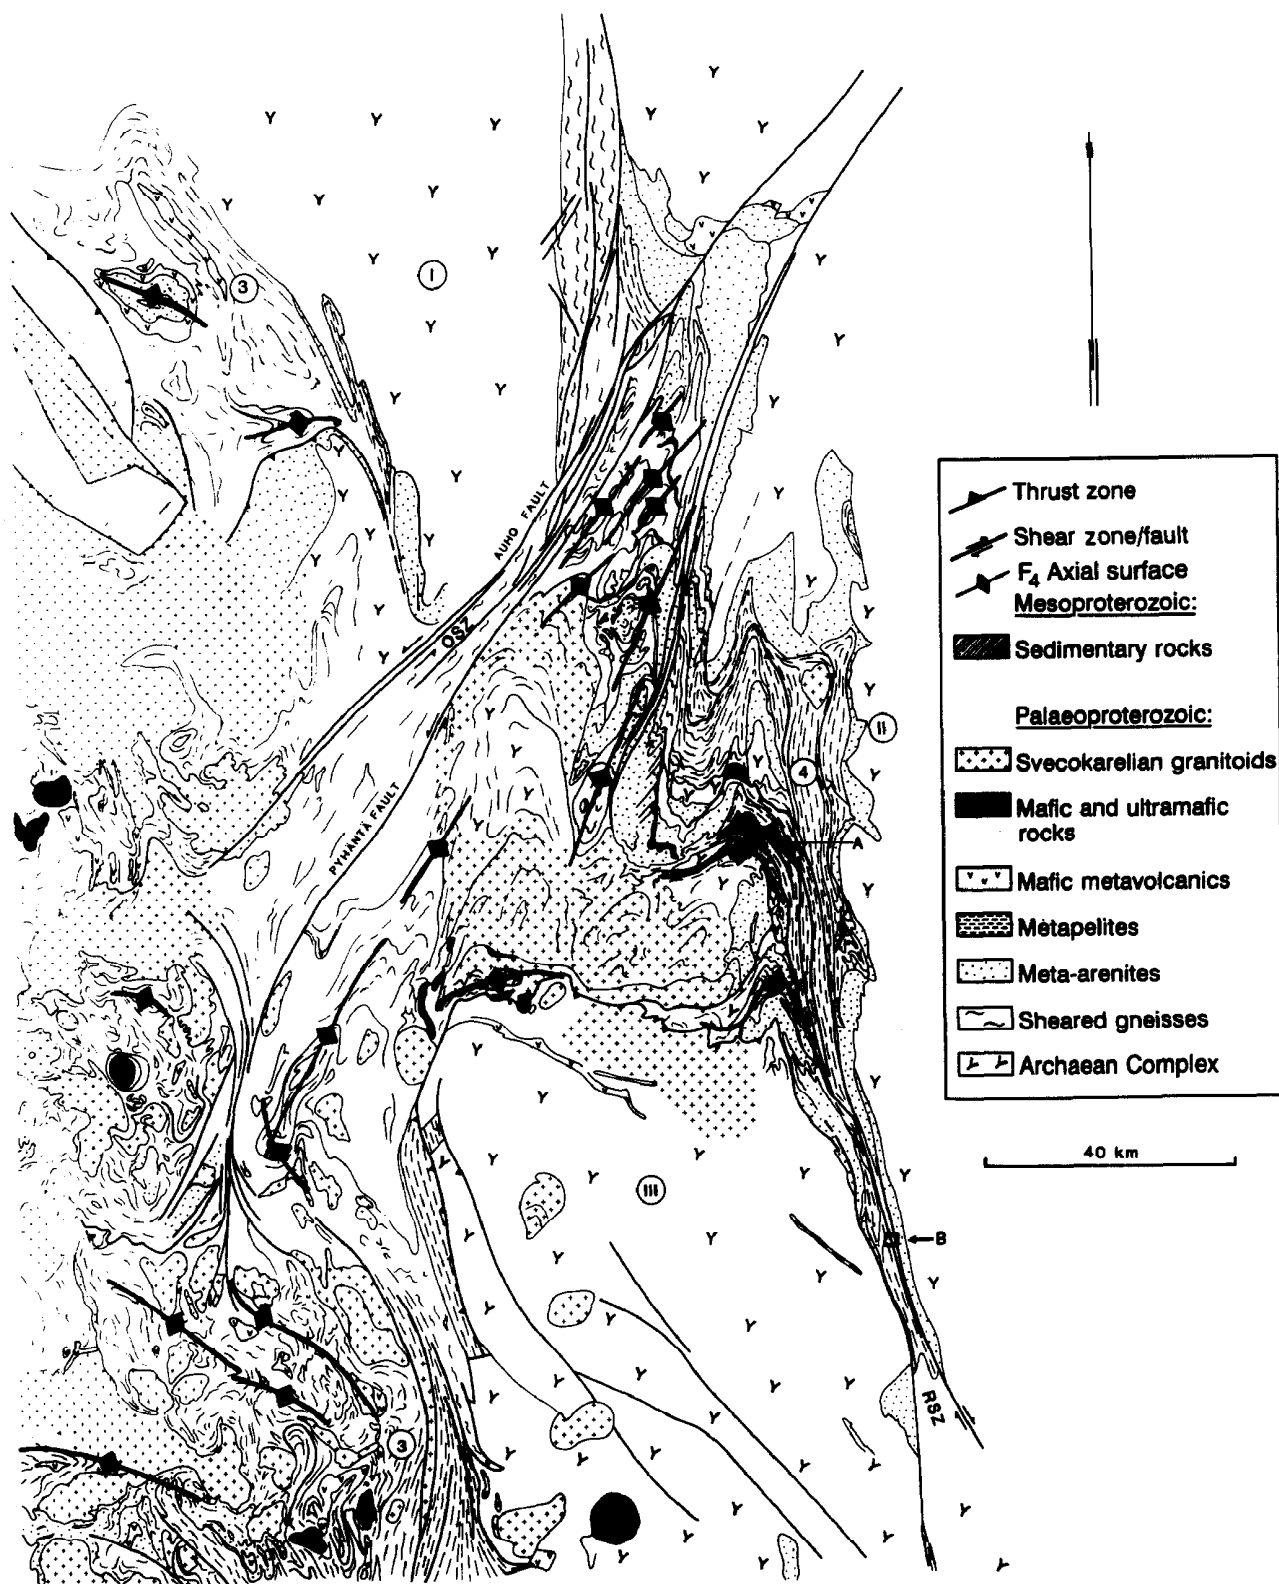 I
3
AUHO FAULT
OSZ
II
4
PYHÄNTÄ FAULT
A
III
B
RSZ
3
Thrust zone
Shear zone/fault
F4 Axial surface
Mesoproterozoic:
Sedimentary rocks
Palaeoproterozoic:
Svecokarelian granitoids
Mafic and ultramafic
rocks
Mafic metavolcanics
Metapelites
Meta-arenites
Sheared gneisses
Archaean Complex
40 km